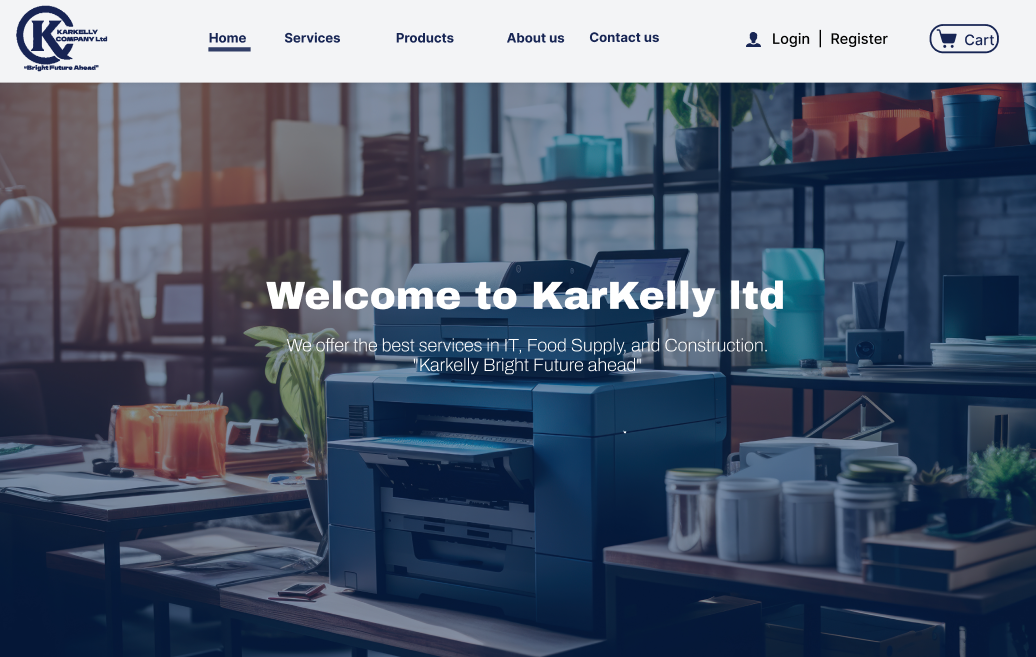 KARKELLY
COMPANY Ltd
"Bright Future Ahead"
Home
Services
Products
About us
Contact us
Login | Register
Cart
Welcome to KarKelly ltd
We offer the best services in IT, Food Supply, and Construction.
"Karkelly Bright Future ahead"